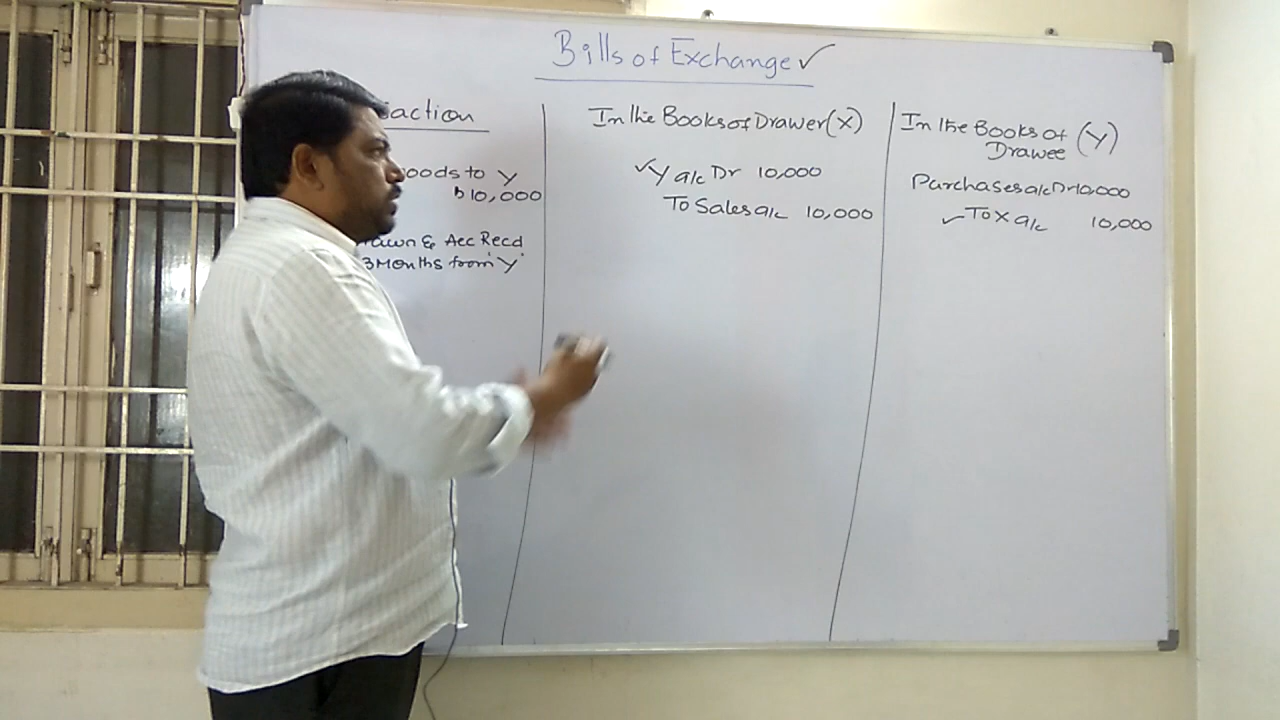 Bills of Exchange ✓
saction
oods to Y
10,000
rawn & Acc Recd
3 Months from 'Y'
In the Books of Drawer (X)
✓ Y a/c Dr 10,000
To Sales a/c 10,000
In the Books of (Y)
Drawee
Purchases a/c Dr 10,000
✓ To X a/c 10,000